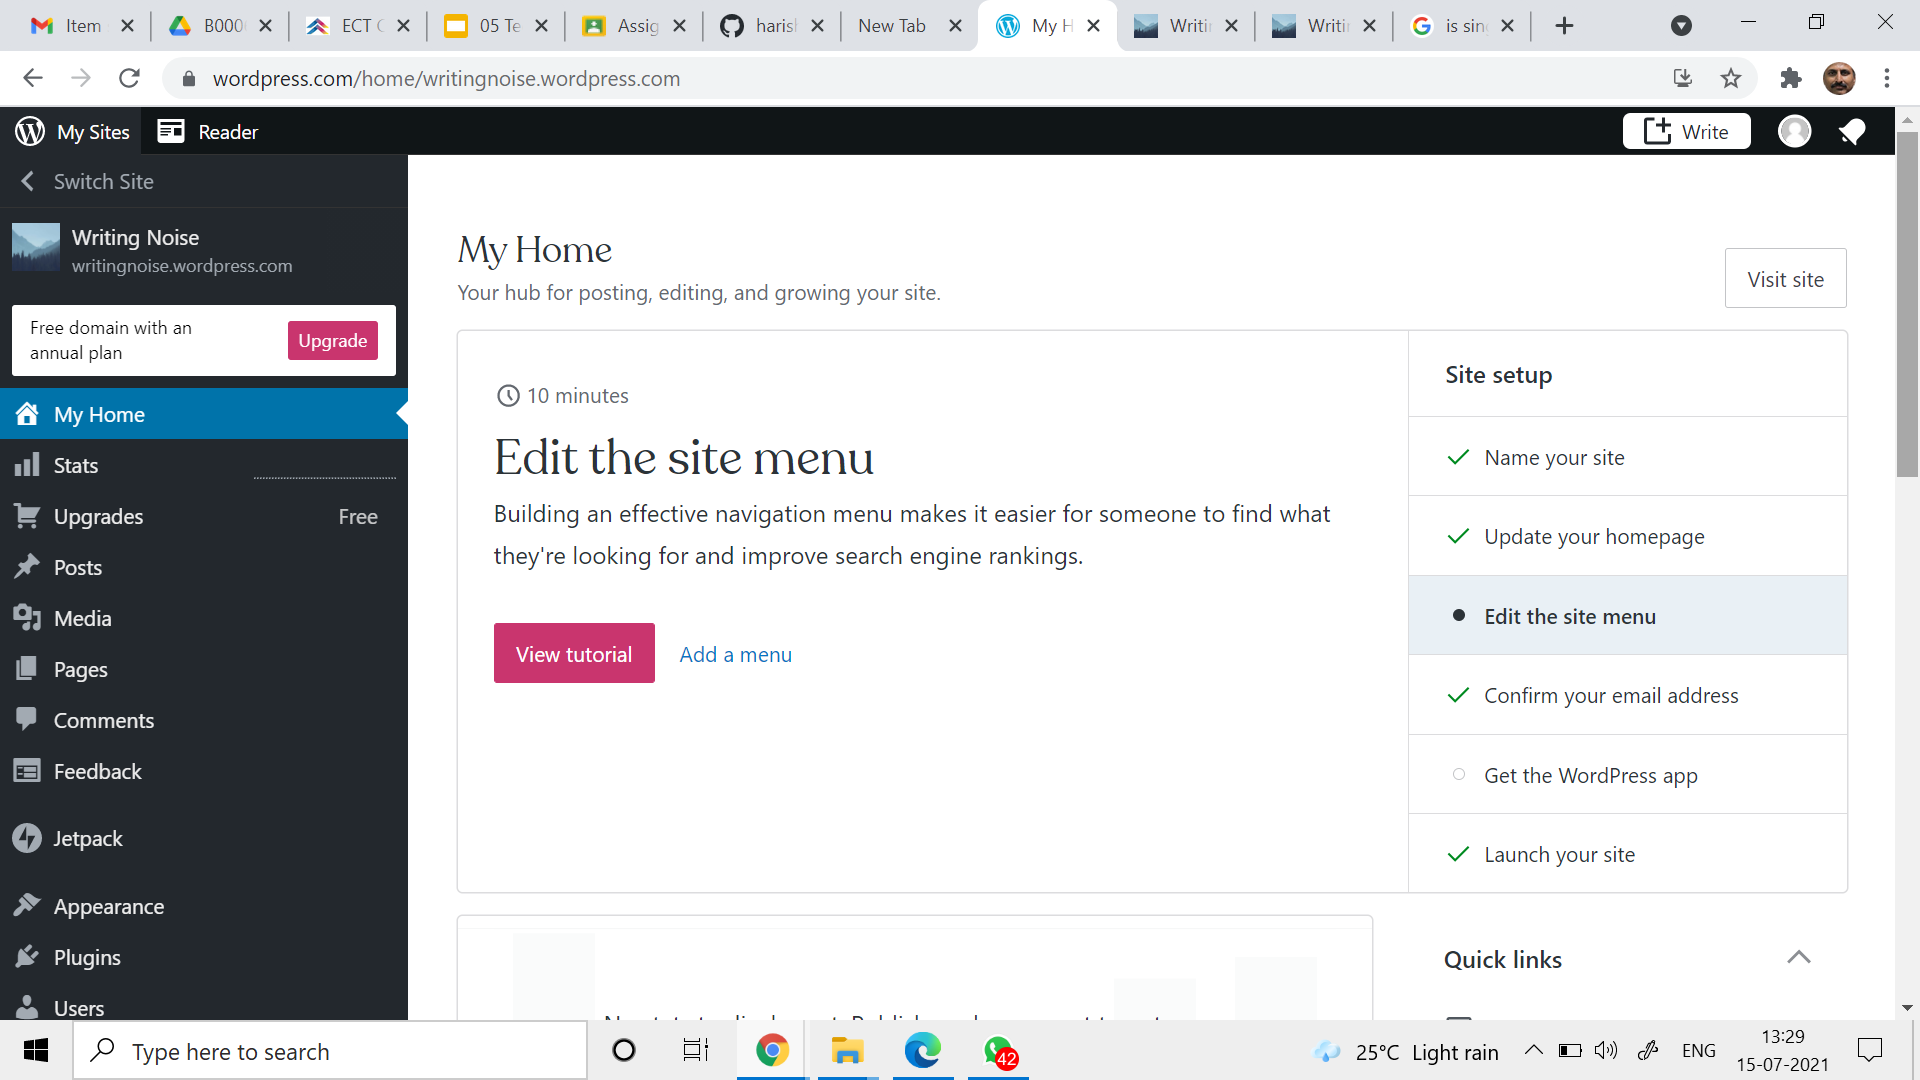 Item
B000
ECT
05 Te
Assig
haris
New Tab
My H
Writi
Writi
is sin
wordpress.com/home/writingnoise.wordpress.com
My Sites
Reader
Write
Switch Site
Writing Noise
writingnoise.wordpress.com
Free domain with an
annual plan
Upgrade
My Home
Stats
Upgrades
Free
Posts
Media
Pages
Comments
Feedback
Jetpack
Appearance
Plugins
Users
My Home
Your hub for posting, editing, and growing your site.
Visit site
10 minutes
Edit the site menu
Building an effective navigation menu makes it easier for someone to find what
they're looking for and improve search engine rankings.
View tutorial
Add a menu
Site setup
Name your site
Update your homepage
Edit the site menu
Confirm your email address
Get the WordPress app
Launch your site
Quick links
Type here to search
42
25°C Light rain
ENG
13:29
15-07-2021